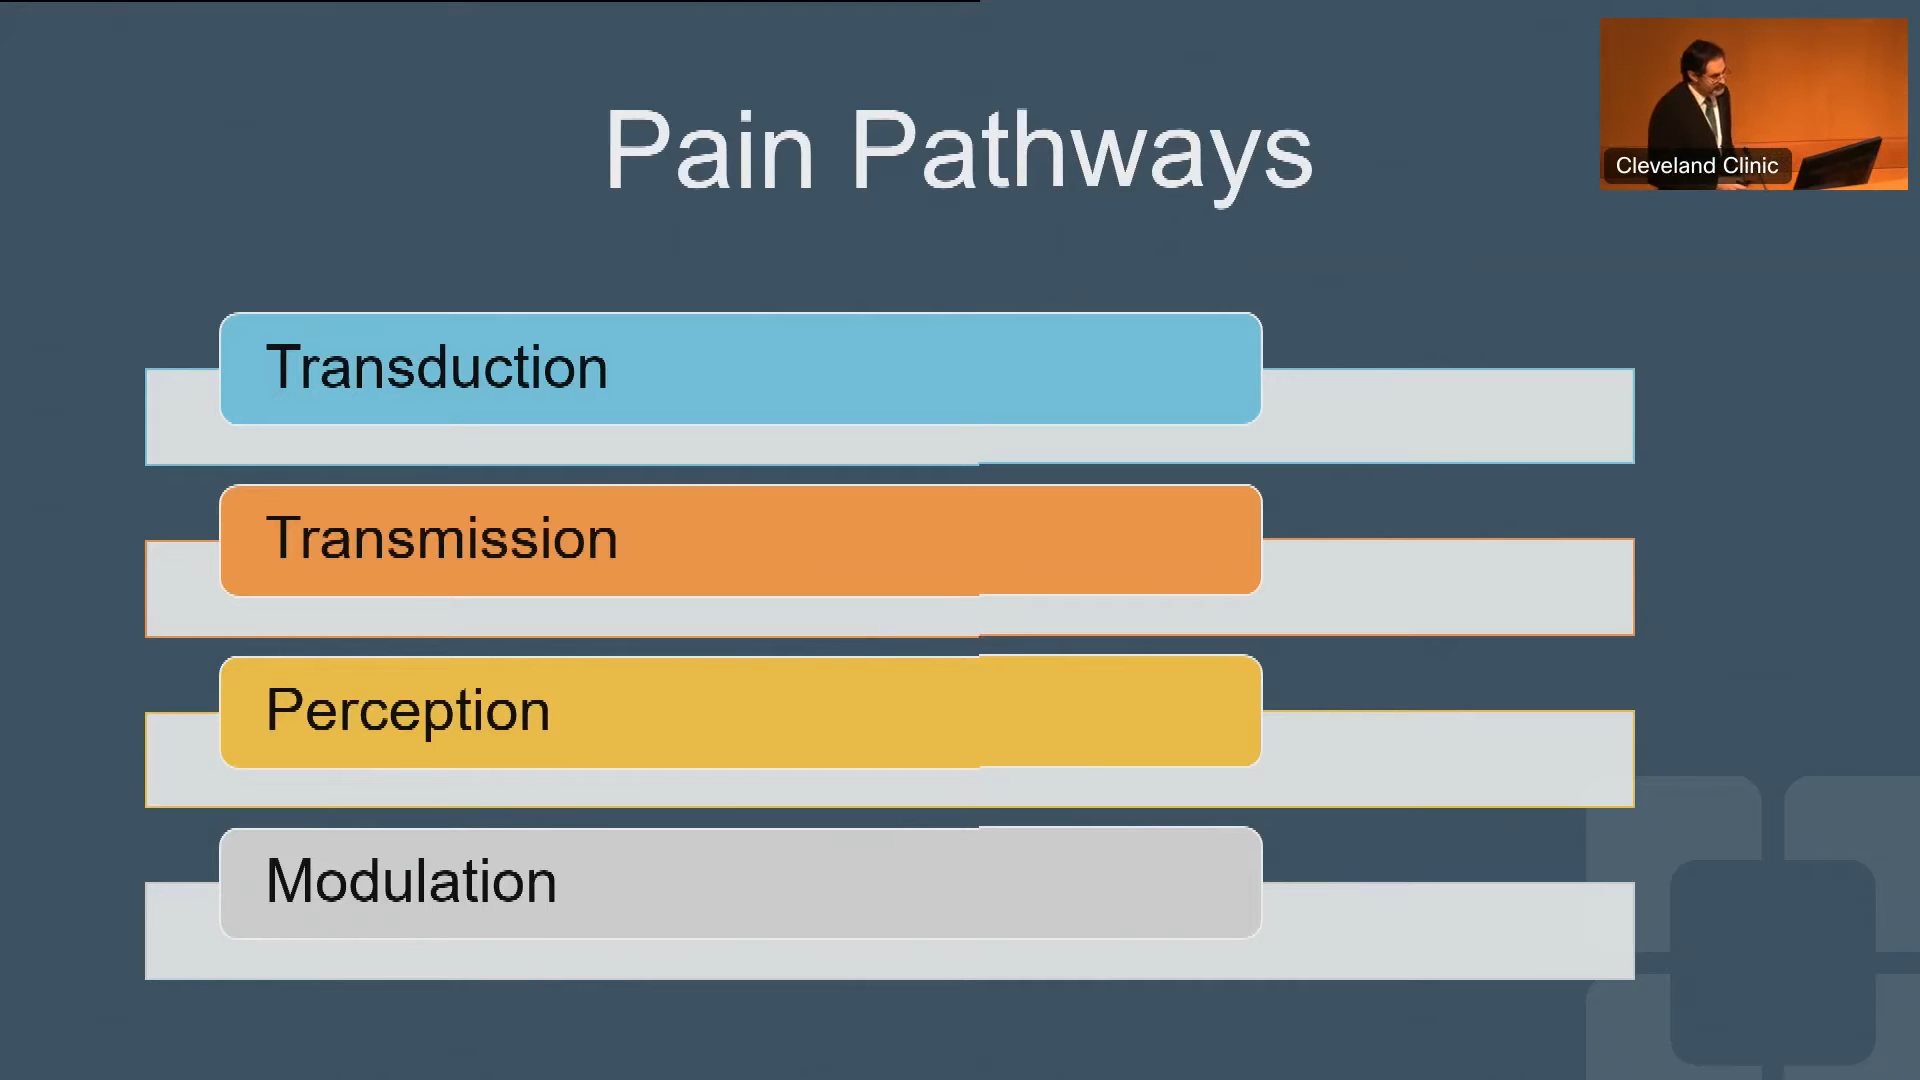 Pain Pathways
Cleveland Clinic
Transduction
Transmission
Perception
Modulation